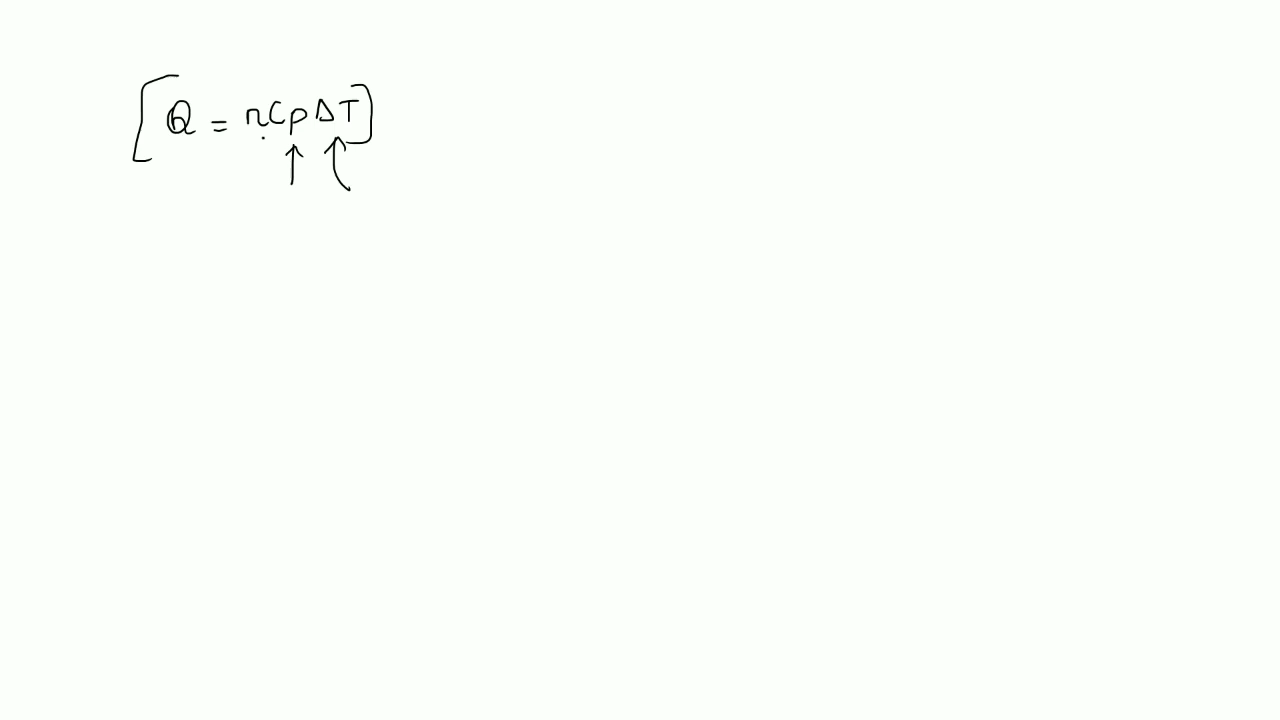 [Q = nCpΔT]